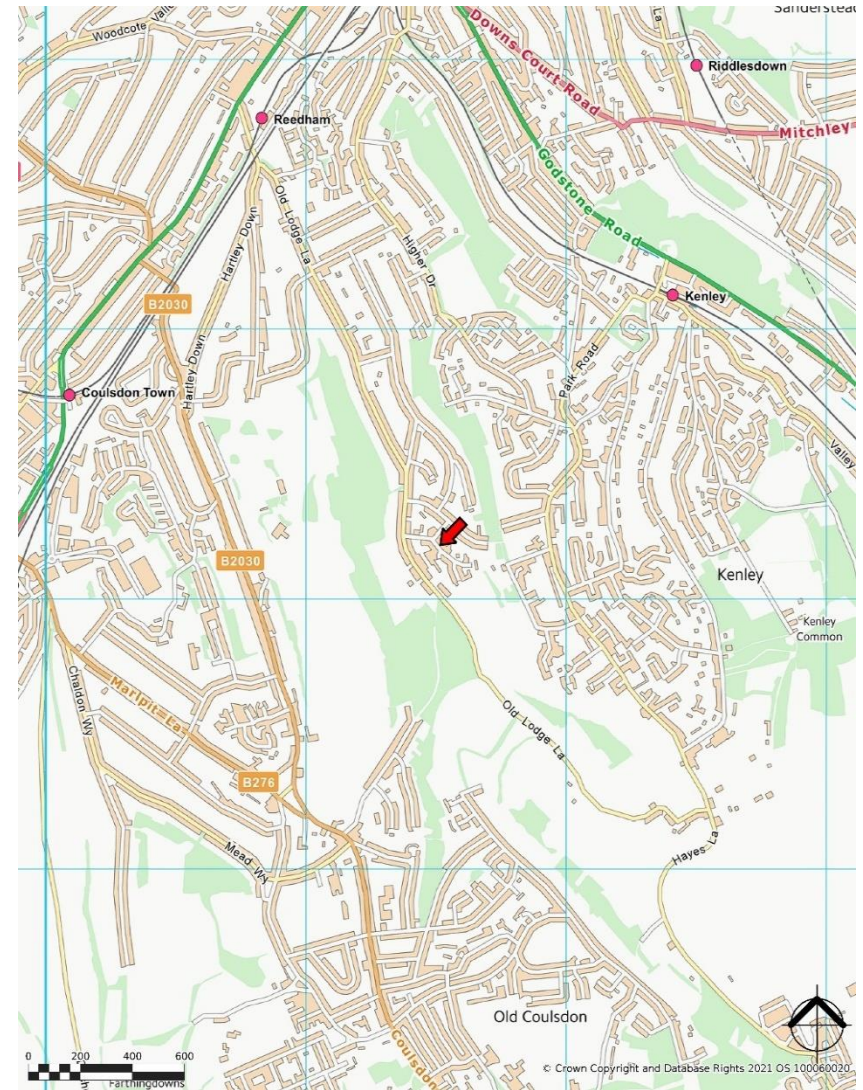 Sanderstead
Woodcote Valle
La
Riddlesdown
Downs Court Road
Mitchley
Reedham
Godstone Road
Old Lodge La
Hartley Down
Higher Dr
B2030
Kenley
Park Road
Hartley Down
Coulsdon Town
Valley
B2030
Kenley
Kenley
Common
Chaldon Wy
Marlpit La
Old Lodge La
B276
Mead Wy
Hayes La
Old Coulsdon
Coulsdon
0 200 400 600
Farthingdowns
© Crown Copyright and Database Rights 2021 OS 100060020